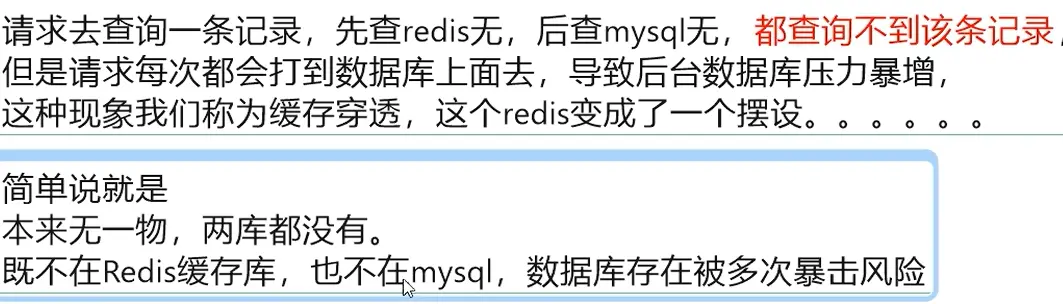 请求去查询一条记录，先查redis无，后查mysql无，都查询不到该条记录，
但是请求每次都会打到数据库上面去，导致后台数据库压力暴增，
这种现象我们称为缓存穿透，这个redis变成了一个摆设。。。。。。
简单说就是
本来无一物，两库都没有。
既不在Redis缓存库，也不在mysql，数据库存在被多次暴击风险